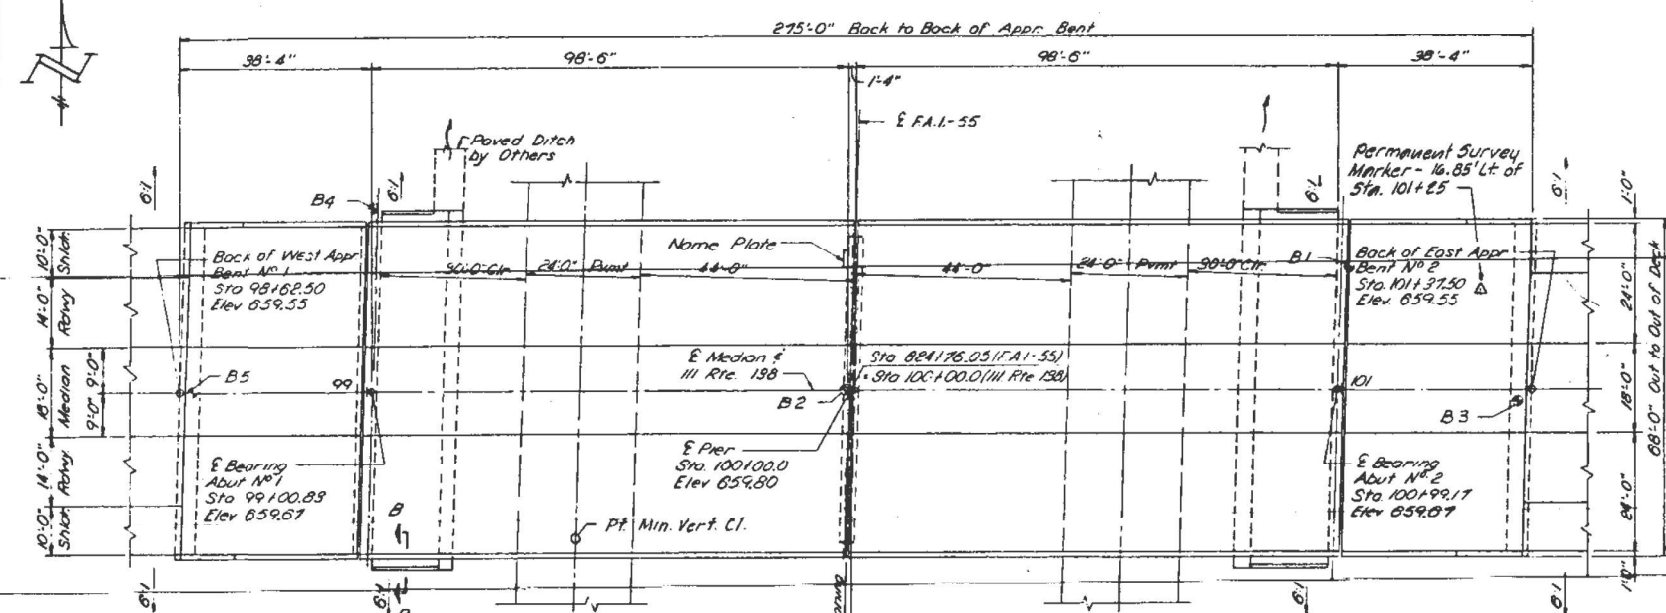 275'-0" Back to Back of Appr. Bent
38'-4"
98'-6"
98'-6"
38'-4"
1'-4"
℄ F.A.I.-55
Paved Ditch
by Others
Permanent Survey
Marker - 16.85' Lt. of
Sta. 101+25
6:1
6:1
6:1
6:1
1'-0"
B4
Name Plate
B1
10'-0"
Shldr.
Back of West Appr.
Bent Nº 1
Sta 98+62.50
Elev 659.55
30'-0" Clr.
24'-0" Pvmt
44'-0"
44'-0"
24'-0" Pvmt
30'-0" Clr.
Back of East Appr
Bent Nº 2
Sta. 101+37.50
Elev. 659.55
24'-0"
14'-0"
Rdwy
℄ Median &
Ill Rte. 198
Sta 824+76.05 (F.A.I-55)
= Sta 100+00.0 (Ill. Rte 198)
B5
99
B2
101
B3
18'-0"
Median
9'-0" 9'-0"
18'-0"
68'-0" Out to Out of Deck
℄ Bearing
Abut Nº 1
Sta 99+00.83
Elev 659.67
℄ Pier
Sta. 100+00.0
Elev 659.80
℄ Bearing
Abut Nº 2
Sta. 100+99.17
Elev 659.67
14'-0"
Rdwy
10'-0"
Shldr.
24'-0"
B
Pt. Min. Vert. Cl.
6:1
6:1
6:1
6:1
1'-0"